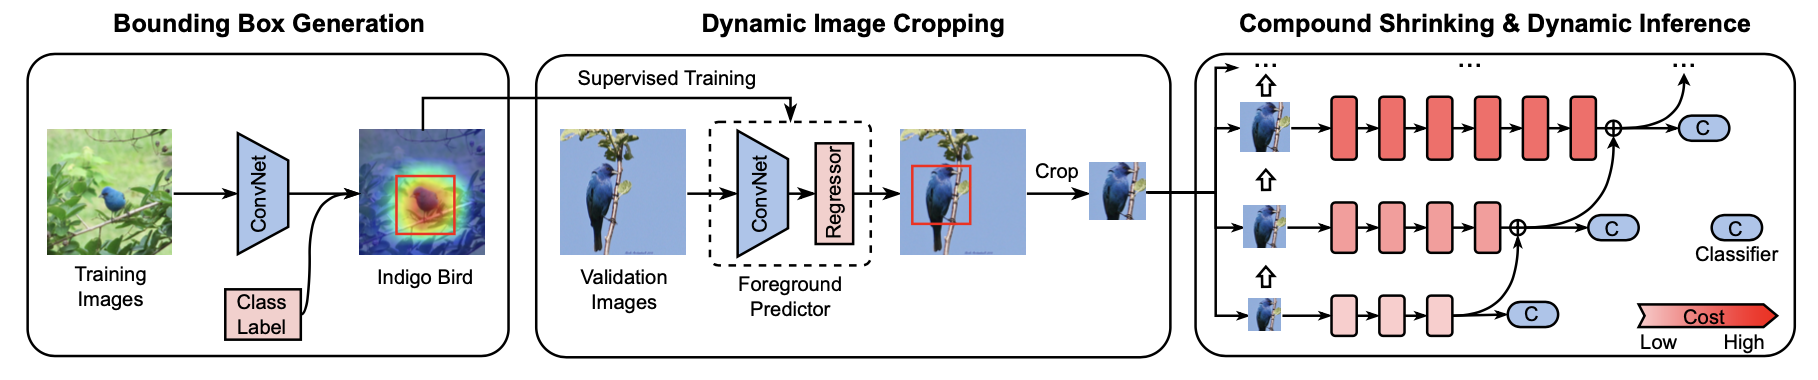 Bounding Box Generation
Dynamic Image Cropping
Compound Shrinking & Dynamic Inference
Supervised Training
ConvNet
Training
Images
Class
Label
Indigo Bird
Validation
Images
ConvNet
Regressor
Foreground
Predictor
Crop
...
...
...
C
C
C
C
Classifier
Cost
Low
High